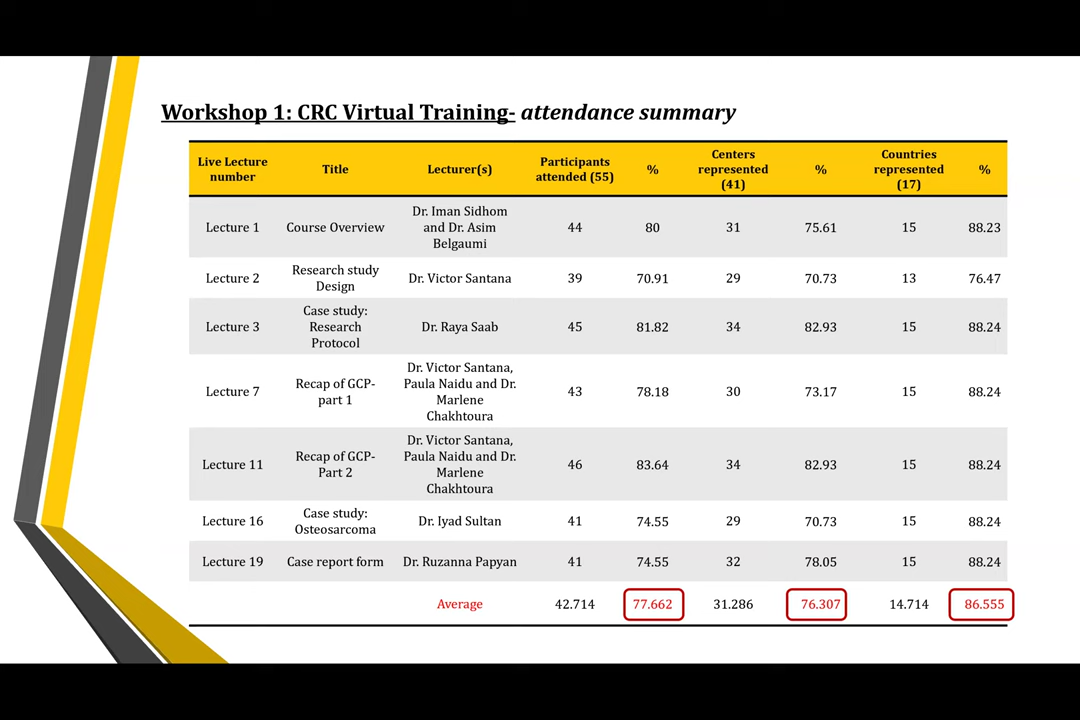 Workshop 1: CRC Virtual Training- attendance summary
Live Lecture number Title Lecturer(s) Participants attended (55) % Centers represented (41) % Countries represented (17) %
Lecture 1 Course Overview Dr. Iman Sidhom and Dr. Asim Belgaumi 44 80 31 75.61 15 88.23
Lecture 2 Research study Design Dr. Victor Santana 39 70.91 29 70.73 13 76.47
Lecture 3 Case study: Research Protocol Dr. Raya Saab 45 81.82 34 82.93 15 88.24
Lecture 7 Recap of GCP- part 1 Dr. Victor Santana, Paula Naidu and Dr. Marlene Chakhtoura 43 78.18 30 73.17 15 88.24
Lecture 11 Recap of GCP- Part 2 Dr. Victor Santana, Paula Naidu and Dr. Marlene Chakhtoura 46 83.64 34 82.93 15 88.24
Lecture 16 Case study: Osteosarcoma Dr. Iyad Sultan 41 74.55 29 70.73 15 88.24
Lecture 19 Case report form Dr. Ruzanna Papyan 41 74.55 32 78.05 15 88.24
Average 42.714 77.662 31.286 76.307 14.714 86.555